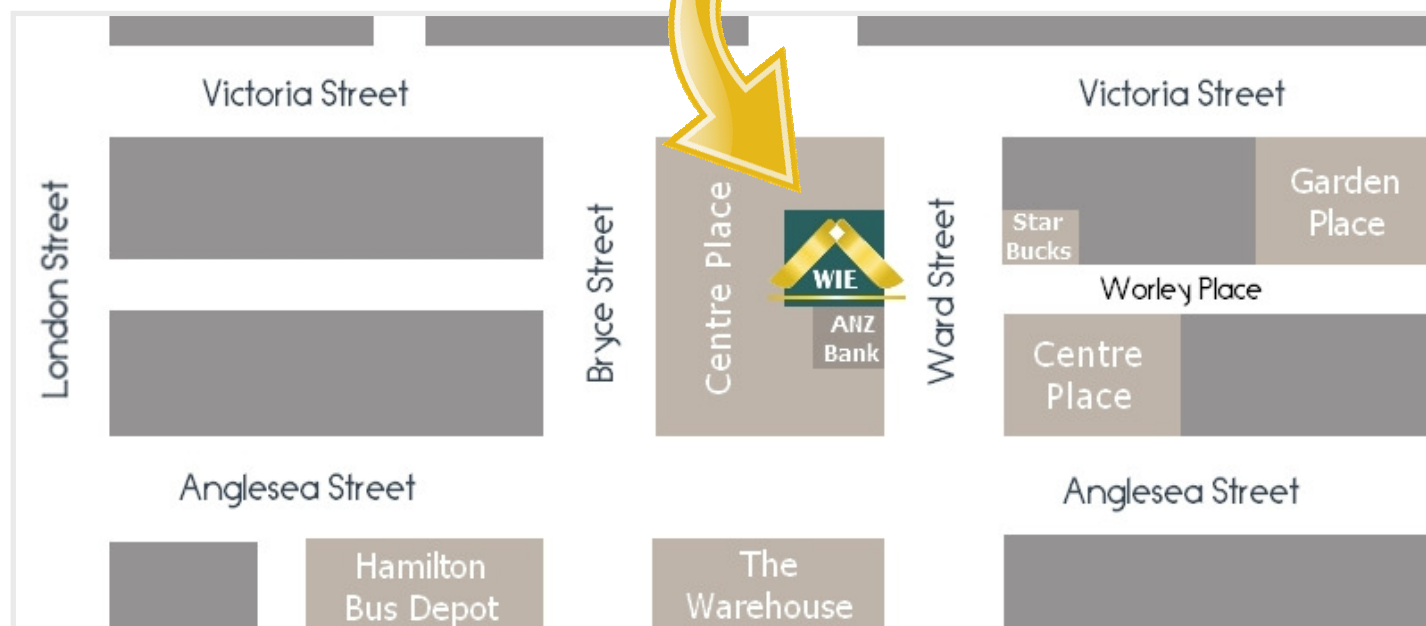 Victoria Street
Victoria Street
London Street
Bryce Street
Centre Place
WIE
ANZ
Bank
Ward Street
Star
Bucks
Garden
Place
Worley Place
Centre
Place
Anglesea Street
Anglesea Street
Hamilton
Bus Depot
The
Warehouse